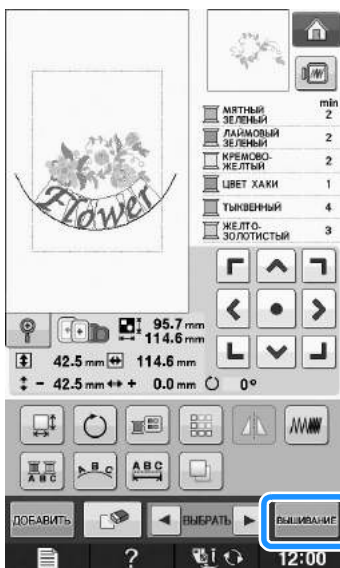 Flower
min
МЯТНЫЙ ЗЕЛЕНЫЙ 2
ЛАЙМОВЫЙ ЗЕЛЕНЫЙ 2
КРЕМОВО-ЖЕЛТЫЙ 2
ЦВЕТ ХАКИ 1
ТЫКВЕННЫЙ 4
ЖЕЛТО-ЗОЛОТИСТЫЙ 3
95.7 mm
114.6 mm
42.5 mm 114.6 mm
- 42.5 mm + 0.0 mm 0°
A B C
A B C
A B C
ДОБАВИТЬ ВЫБРАТЬ ВЫШИВАНИЕ
? 12:00